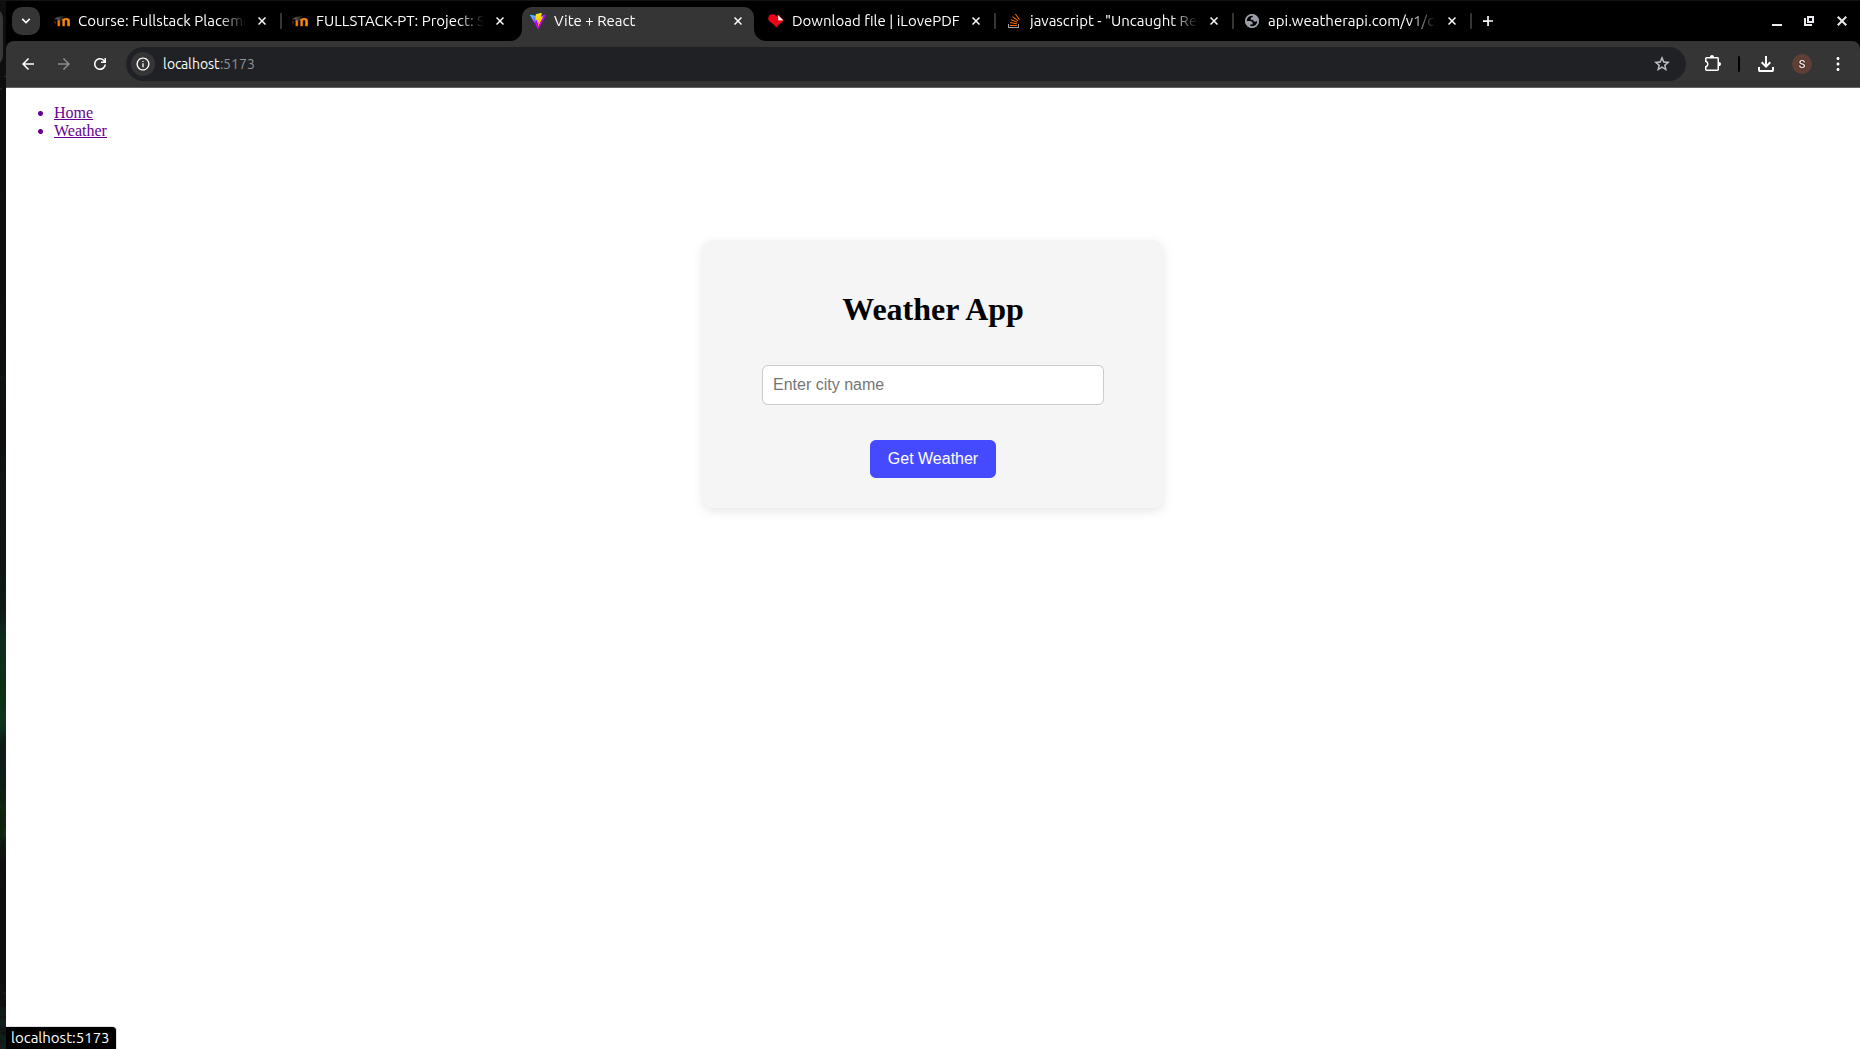 Course: Fullstack Placem
FULLSTACK-PT: Project:
Vite + React
Download file | iLovePDF
javascript - "Uncaught Re
api.weatherapi.com/v1/
localhost:5173
S
Home
Weather
Weather App
Enter city name
Get Weather
localhost:5173